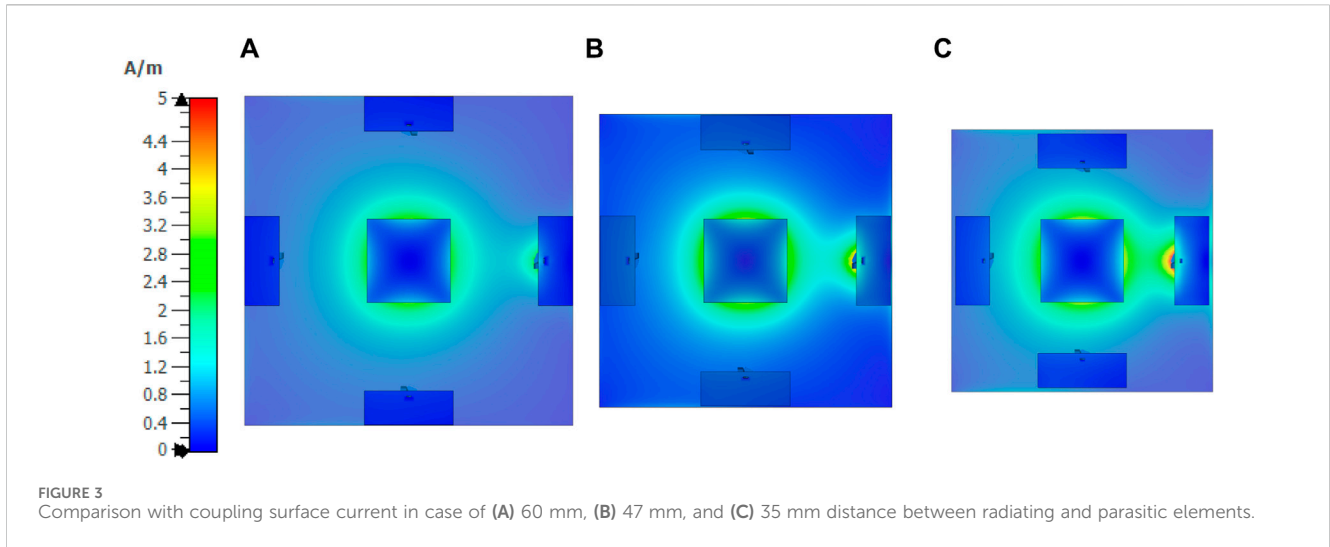 A
B
C
A/m
5
4.4
4
3.6
3.2
2.8
2.4
2
1.6
1.2
0.8
0.4
0
FIGURE 3
Comparison with coupling surface current in case of (A) 60 mm, (B) 47 mm, and (C) 35 mm distance between radiating and parasitic elements.